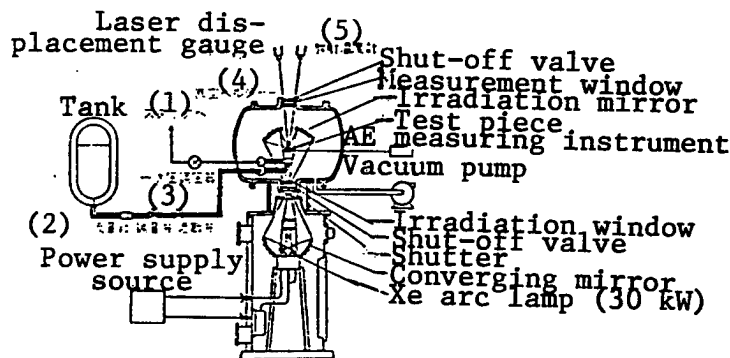 Laser dis-
placement gauge
(5)
Shut-off valve
(4)
Measurement window
Irradiation mirror
Tank
(1)
Test piece
AE measuring instrument
Vacuum pump
(3)
(2)
Irradiation window
Shut-off valve
Shutter
Power supply
source
Converging mirror
Xe arc lamp (30 kW)